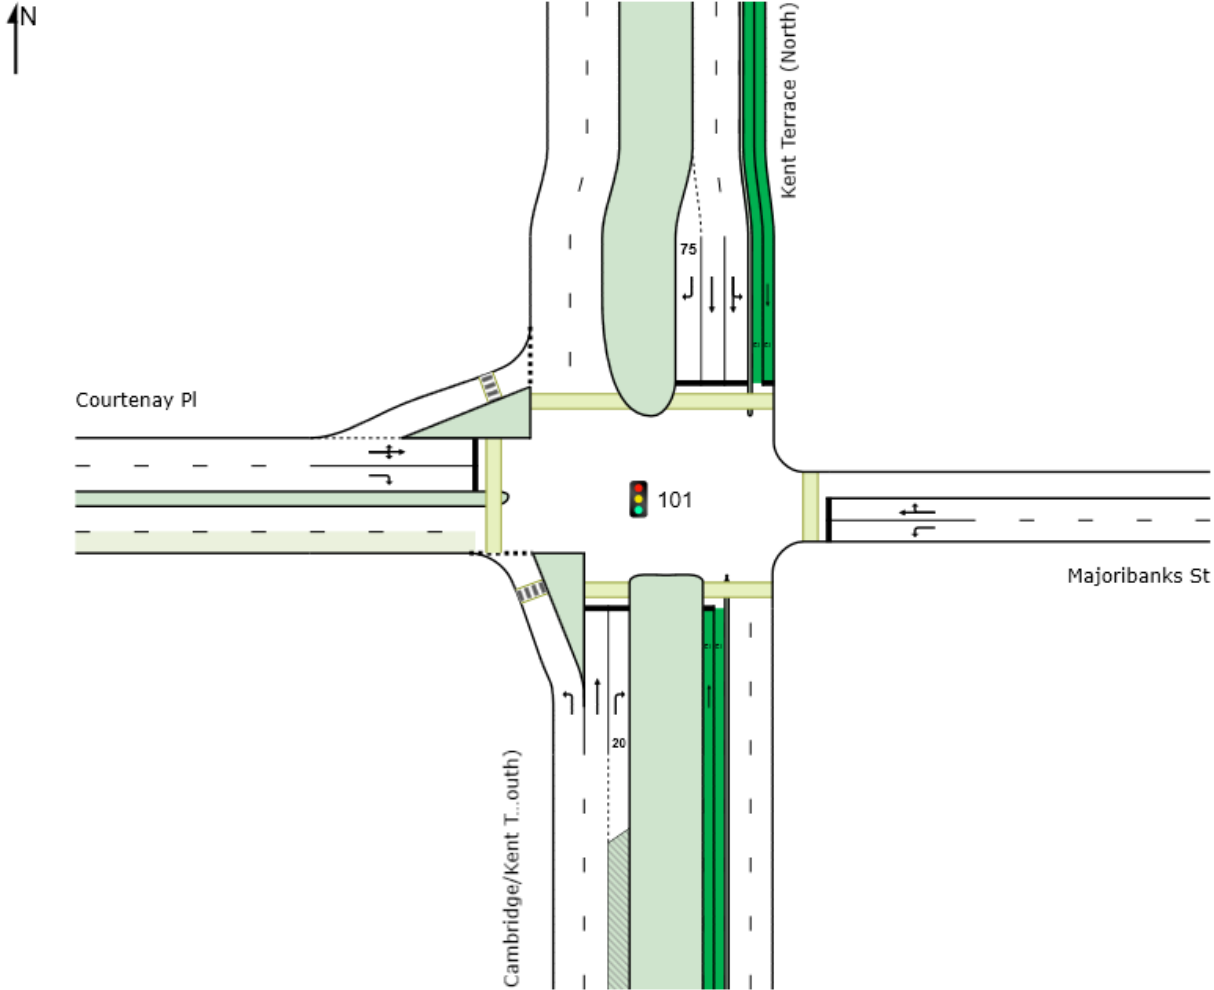 N
Kent Terrace (North)
75
Courtenay Pl
101
Majoribanks St
20
Cambridge/Kent T...outh)